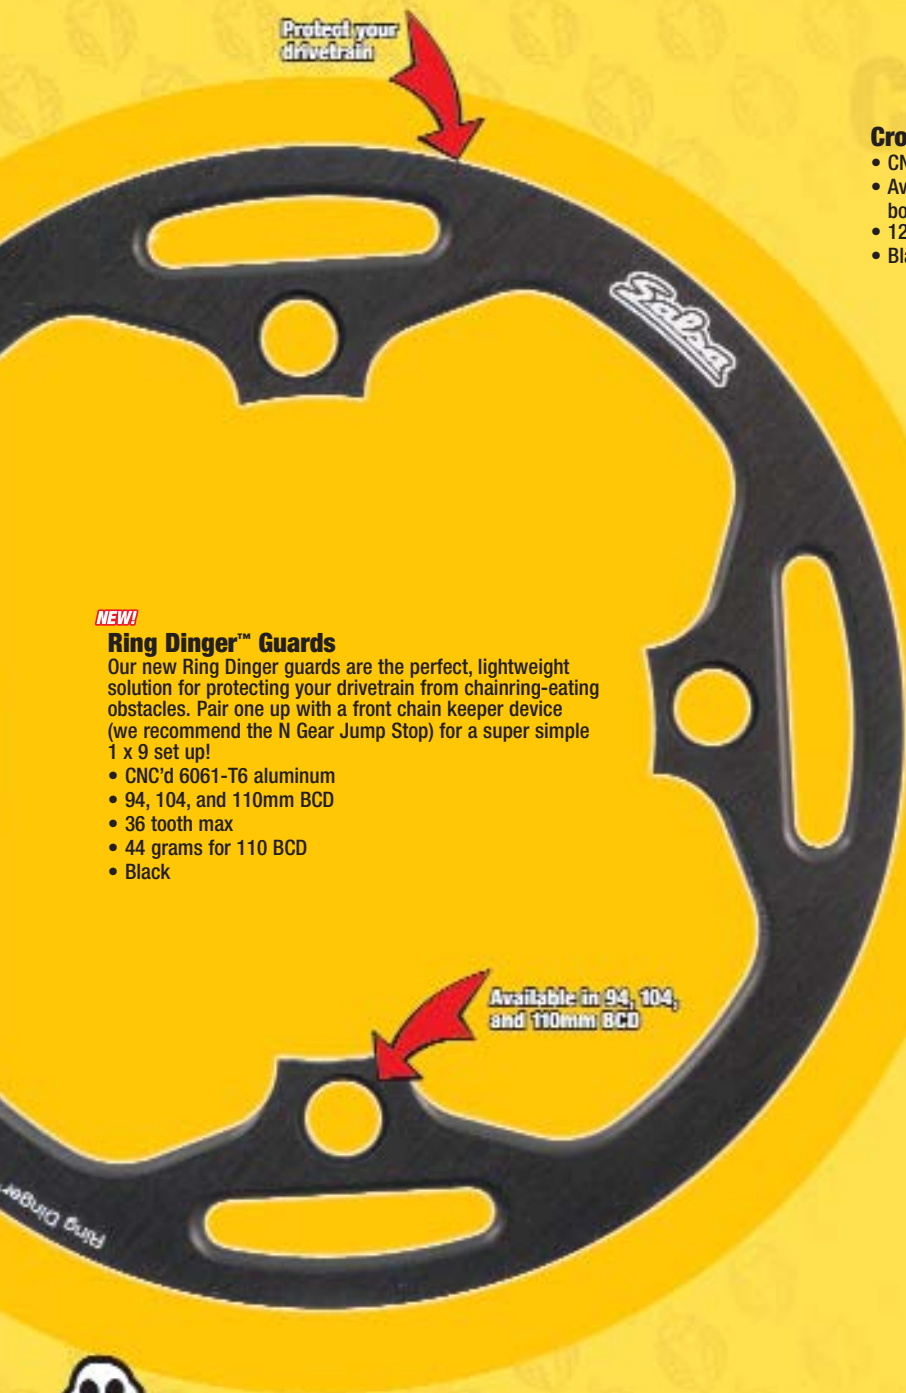 Protect your
drivetrain
Salsa
NEW!
Ring Dinger™ Guards
Our new Ring Dinger guards are the perfect, lightweight
solution for protecting your drivetrain from chainring-eating
obstacles. Pair one up with a front chain keeper device
(we recommend the N Gear Jump Stop) for a super simple
1 x 9 set up!
• CNC’d 6061-T6 aluminum
• 94, 104, and 110mm BCD
• 36 tooth max
• 44 grams for 110 BCD
• Black
Available in 94, 104,
and 110mm BCD
Ring Dinger
Cro
• CN
• Av
bo
• 12
• Bla